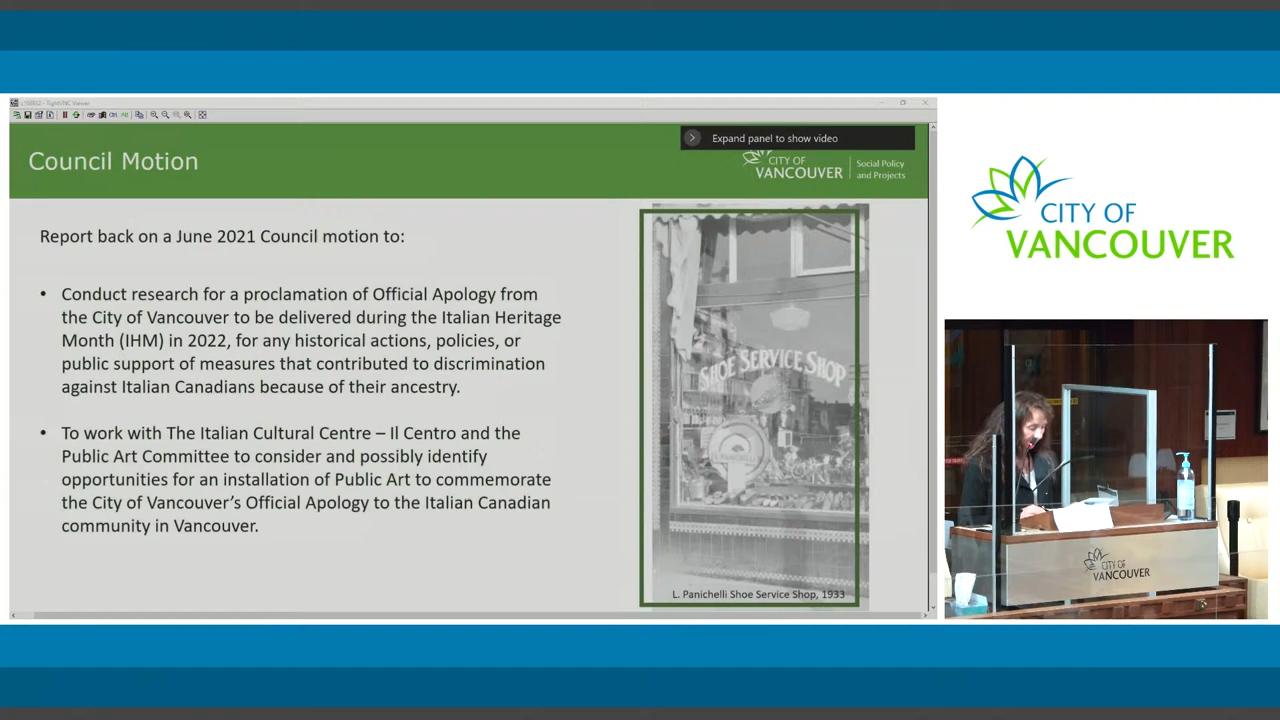 TightVNC Viewer
Expand panel to show video
Council Motion
CITY OF
VANCOUVER
Social Policy
and Projects
Report back on a June 2021 Council motion to:
• Conduct research for a proclamation of Official Apology from
the City of Vancouver to be delivered during the Italian Heritage
Month (IHM) in 2022, for any historical actions, policies, or
public support of measures that contributed to discrimination
against Italian Canadians because of their ancestry.
• To work with The Italian Cultural Centre – Il Centro and the
Public Art Committee to consider and possibly identify
opportunities for an installation of Public Art to commemorate
the City of Vancouver's Official Apology to the Italian Canadian
community in Vancouver.
SHOE SERVICE SHOP
L. PANICHELLI
L. Panichelli Shoe Service Shop, 1933
CITY OF
VANCOUVER
CITY OF
VANCOUVER